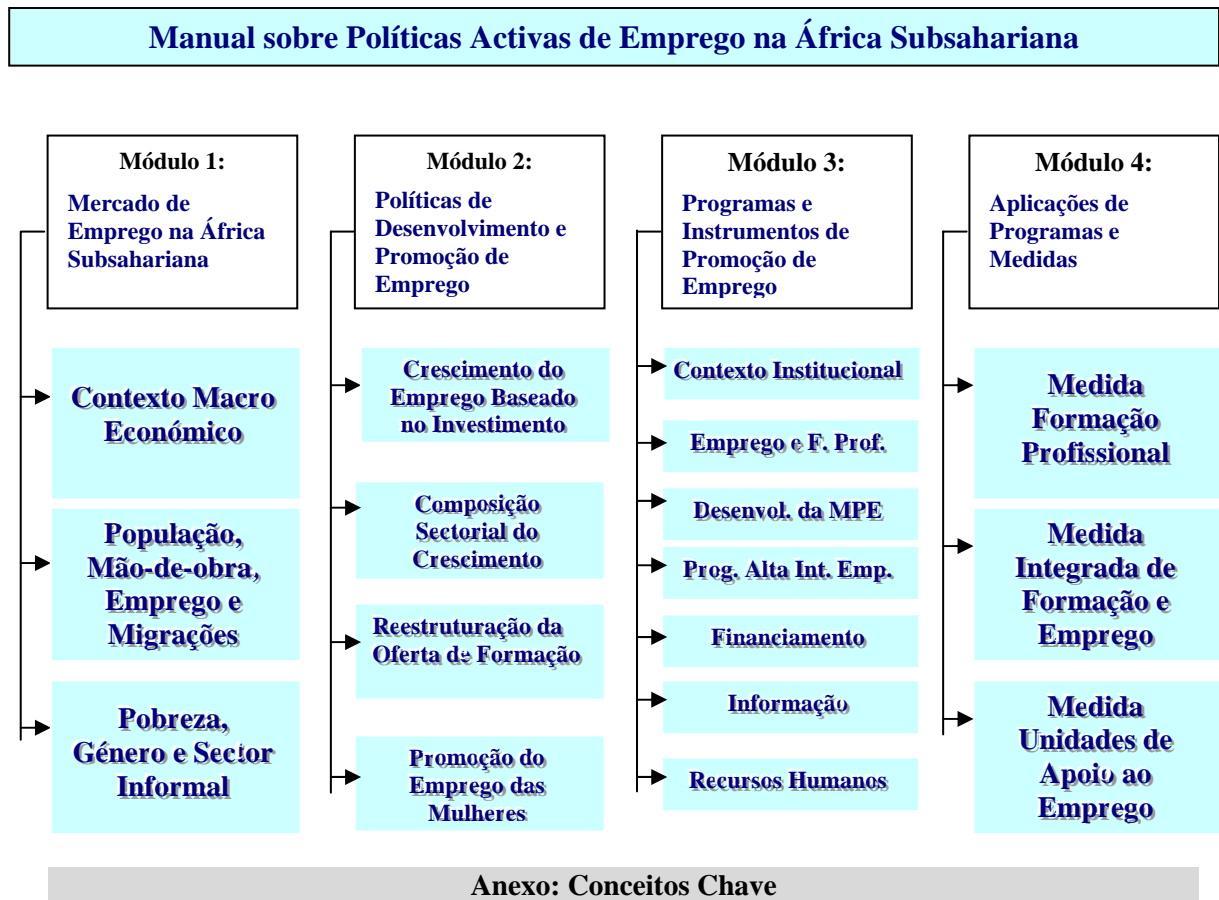 Manual sobre Políticas Activas de Emprego na África Subsahariana
Módulo 1:
Mercado de
Emprego na África
Subsahariana
Contexto Macro
Económico
População,
Mão-de-obra,
Emprego e
Migrações
Pobreza,
Género e Sector
Informal
Módulo 2:
Políticas de
Desenvolvimento e
Promoção de
Emprego
Crescimento do
Emprego Baseado
no Investimento
Composição
Sectorial do
Crescimento
Reestruturação da
Oferta de Formação
Promoção do
Emprego das
Mulheres
Módulo 3:
Programas e
Instrumentos de
Promoção de
Emprego
Contexto Institucional
Emprego e F. Prof.
Desenvol. da MPE
Prog. Alta Int. Emp.
Financiamento
Informação
Recursos Humanos
Módulo 4:
Aplicações de
Programas e
Medidas
Medida
Formação
Profissional
Medida
Integrada de
Formação e
Emprego
Medida
Unidades de
Apoio ao
Emprego
Anexo: Conceitos Chave